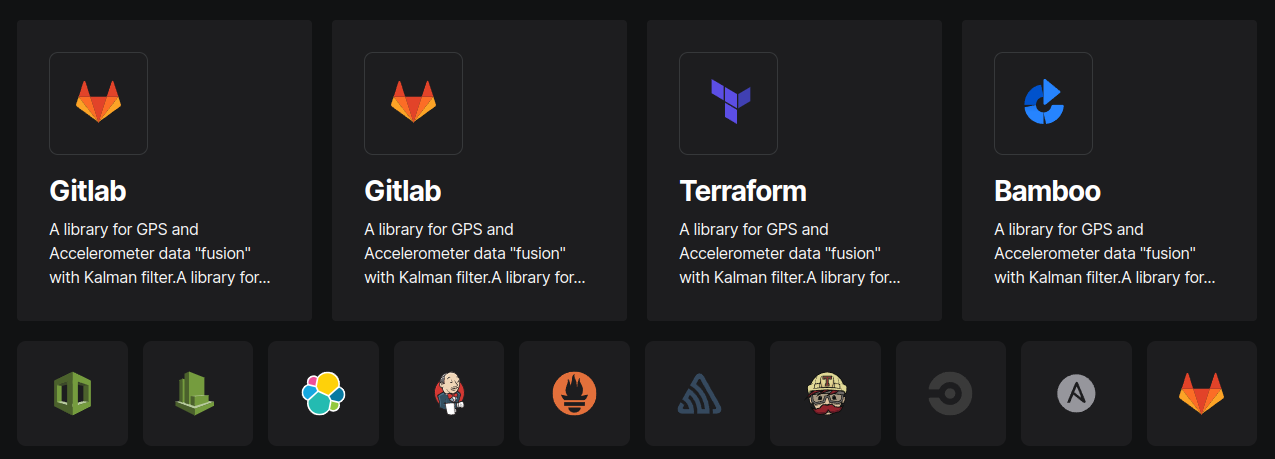 Gitlab
A library for GPS and
Accelerometer data "fusion"
with Kalman filter.A library for...
Gitlab
A library for GPS and
Accelerometer data "fusion"
with Kalman filter.A library for...
Terraform
A library for GPS and
Accelerometer data "fusion"
with Kalman filter.A library for...
Bamboo
A library for GPS and
Accelerometer data "fusion"
with Kalman filter.A library for...